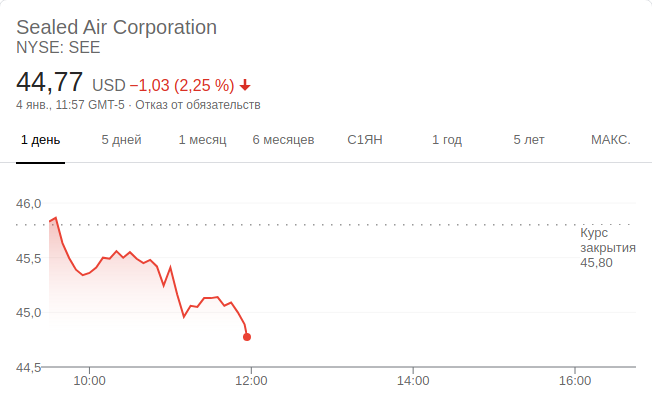 Sealed Air Corporation
NYSE: SEE
44,77 USD −1,03 (2,25 %)
4 янв., 11:57 GMT-5 · Отказ от обязательств
1 день 5 дней 1 месяц 6 месяцев С1ЯН 1 год 5 лет МАКС.
46,0
Курс
закрытия
45,80
45,5
45,0
44,5
10:00 12:00 14:00 16:00